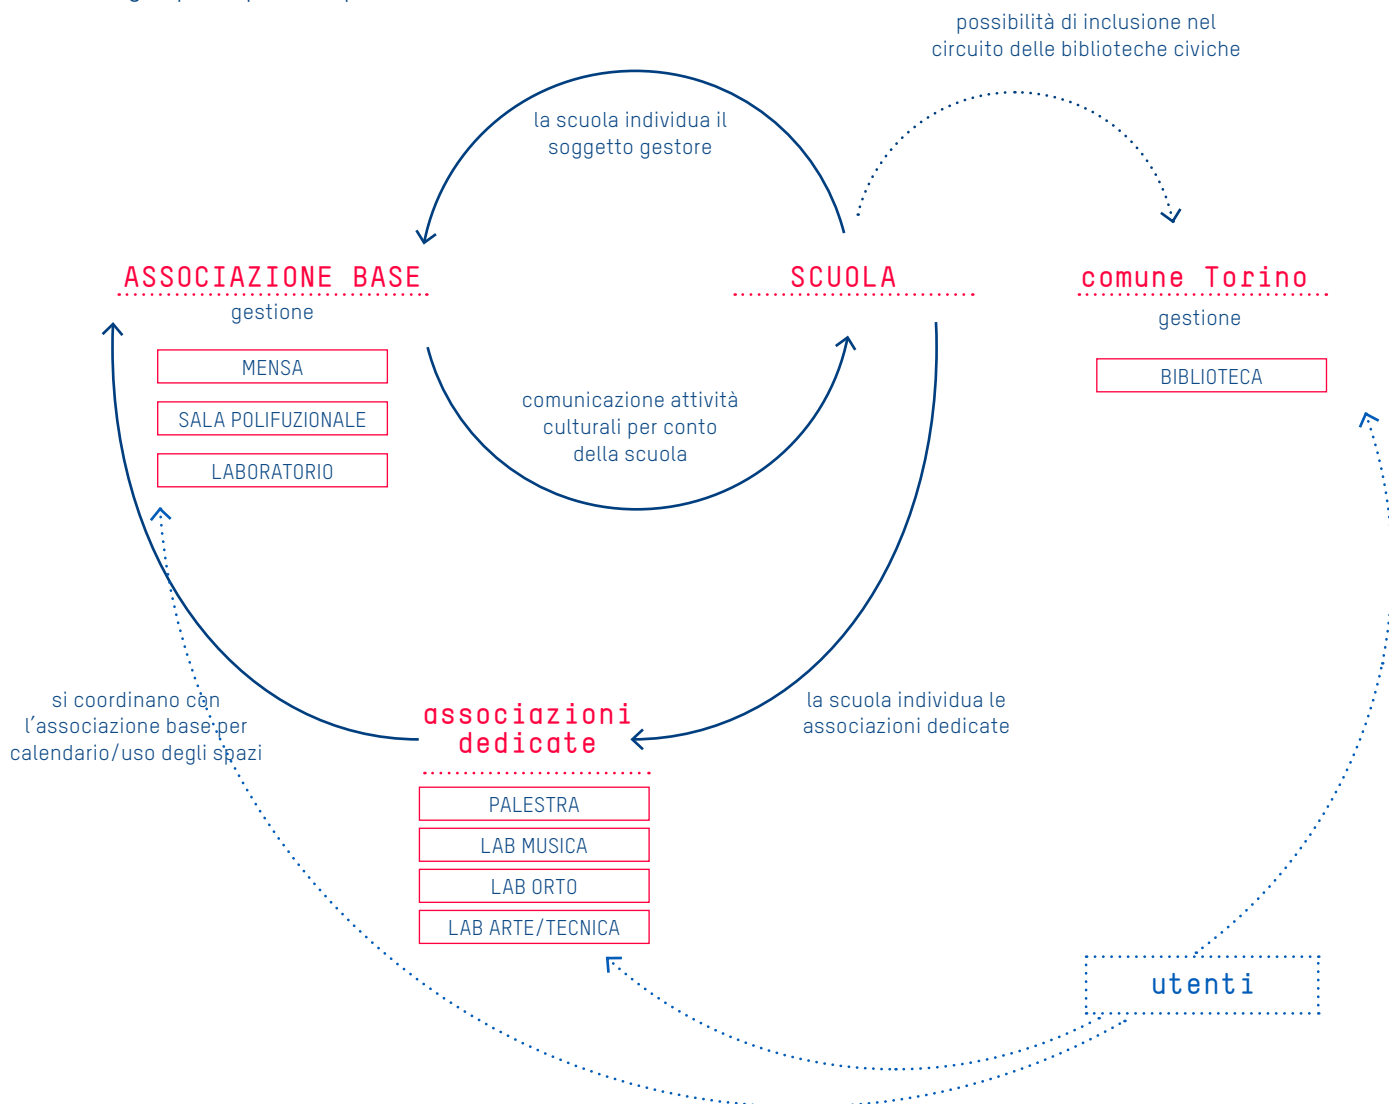 possibilità di inclusione nel
circuito delle biblioteche civiche
la scuola individua il
soggetto gestore
ASSOCIAZIONE BASE
gestione
MENSA
SALA POLIFUZIONALE
LABORATORIO
SCUOLA
comune Torino
gestione
BIBLIOTECA
comunicazione attività
culturali per conto
della scuola
si coordinano con
l'associazione base per
calendario/uso degli spazi
associazioni
dedicate
PALESTRA
LAB MUSICA
LAB ORTO
LAB ARTE/TECNICA
la scuola individua le
associazioni dedicate
utenti